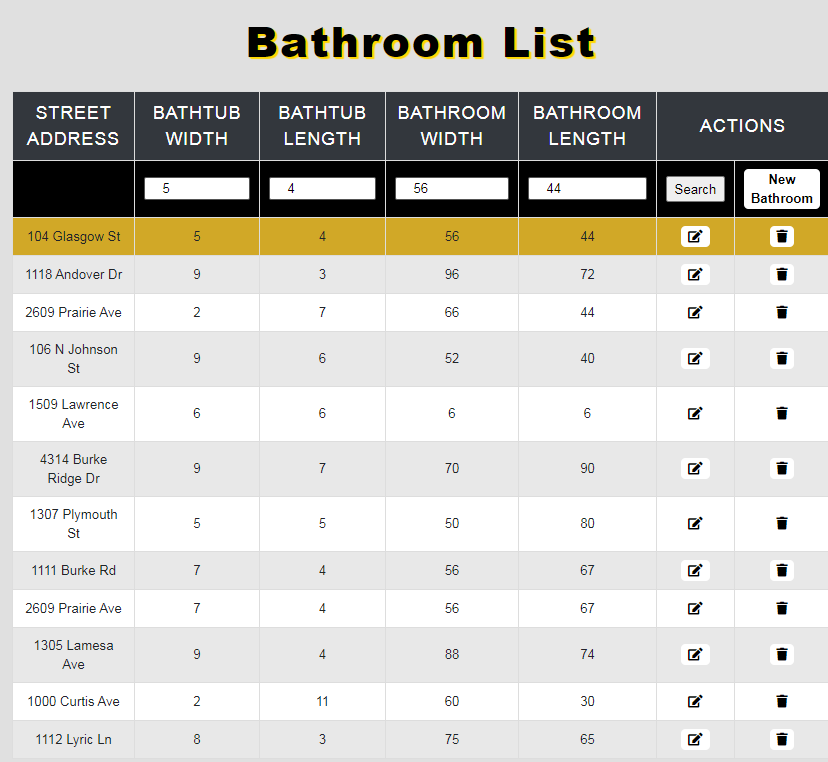 Bathroom List
STREET ADDRESS BATHTUB WIDTH BATHTUB LENGTH BATHROOM WIDTH BATHROOM LENGTH ACTIONS
5 4 56 44 Search New Bathroom
104 Glasgow St 5 4 56 44
1118 Andover Dr 9 3 96 72
2609 Prairie Ave 2 7 66 44
106 N Johnson St 9 6 52 40
1509 Lawrence Ave 6 6 6 6
4314 Burke Ridge Dr 9 7 70 90
1307 Plymouth St 5 5 50 80
1111 Burke Rd 7 4 56 67
2609 Prairie Ave 7 4 56 67
1305 Lamesa Ave 9 4 88 74
1000 Curtis Ave 2 11 60 30
1112 Lyric Ln 8 3 75 65